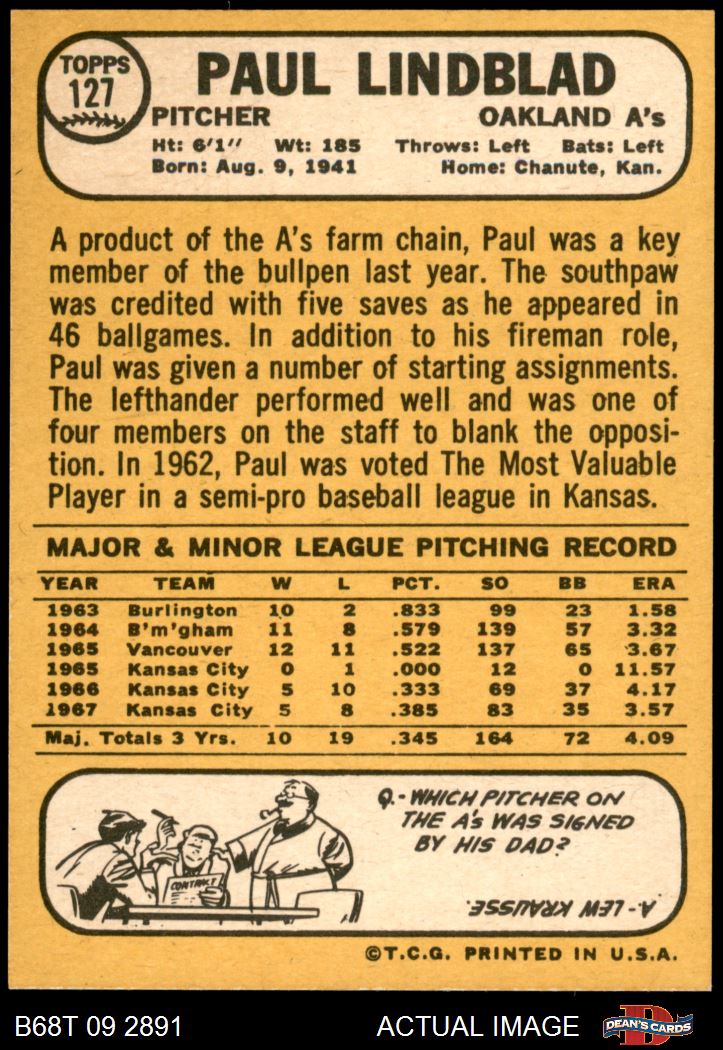 TOPPS
127
PAUL LINDBLAD
PITCHER OAKLAND A's
Ht: 6'1" Wt: 185 Throws: Left Bats: Left
Born: Aug. 9, 1941 Home: Chanute, Kan.
A product of the A's farm chain, Paul was a key
member of the bullpen last year. The southpaw
was credited with five saves as he appeared in
46 ballgames. In addition to his fireman role,
Paul was given a number of starting assignments.
The lefthander performed well and was one of
four members on the staff to blank the opposi-
tion. In 1962, Paul was voted The Most Valuable
Player in a semi-pro baseball league in Kansas.
MAJOR & MINOR LEAGUE PITCHING RECORD
YEAR TEAM W L PCT. SO BB ERA
1963 Burlington 10 2 .833 99 23 1.58
1964 B'm'gham 11 8 .579 139 57 3.32
1965 Vancouver 12 11 .522 137 65 3.67
1965 Kansas City 0 1 .000 12 0 11.57
1966 Kansas City 5 10 .333 69 37 4.17
1967 Kansas City 5 8 .385 83 35 3.57
Maj. Totals 3 Yrs. 10 19 .345 164 72 4.09
CONTRACT
Q.- WHICH PITCHER ON
THE A's WAS SIGNED
BY HIS DAD?
A - LEW KRAUSSE.
©T.C.G. PRINTED IN U.S.A.
B68T 09 2891 ACTUAL IMAGE D DEAN'S CARDS